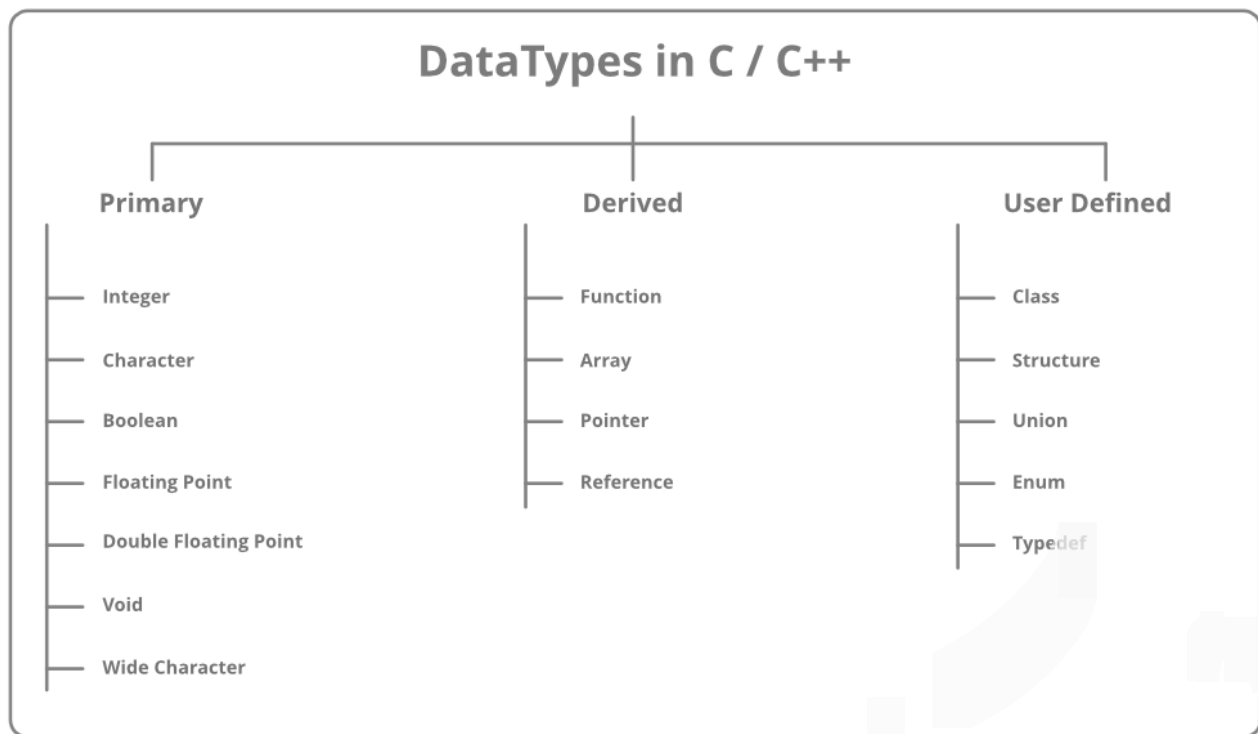 DataTypes in C / C++
Primary
Integer
Character
Boolean
Floating Point
Double Floating Point
Void
Wide Character
Derived
Function
Array
Pointer
Reference
User Defined
Class
Structure
Union
Enum
Typedef